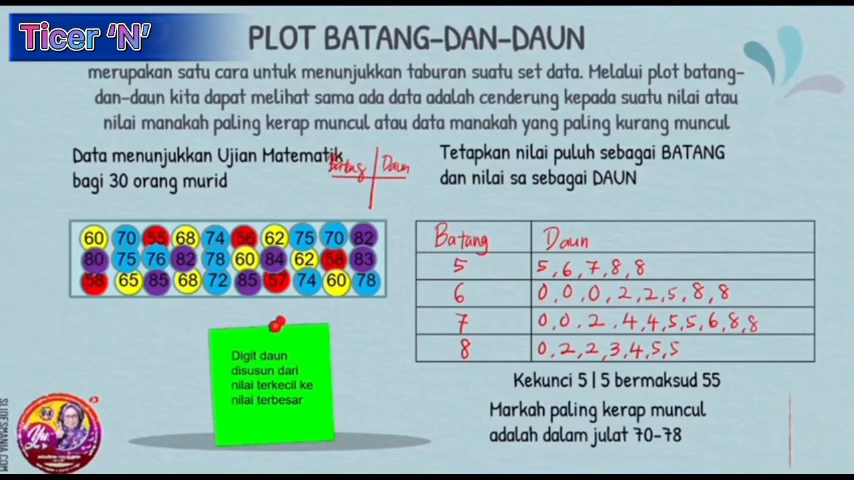 Ticer 'N'
PLOT BATANG-DAN-DAUN
merupakan satu cara untuk menunjukkan taburan suatu set data. Melalui plot batang-
dan-daun kita dapat melihat sama ada data adalah cenderung kepada suatu nilai atau
nilai manakah paling kerap muncul atau data manakah yang paling kurang muncul
Data menunjukkan Ujian Matematik
bagi 30 orang murid
Batang Daun
Tetapkan nilai puluh sebagai BATANG
dan nilai sa sebagai DAUN
60 70 55 68 74 56 62 75 70 82
80 75 76 82 78 60 84 62 58 83
58 65 85 68 72 85 57 74 60 78
Batang Daun
5 5, 6, 7, 8, 8
6 0, 0, 0, 2, 2, 5, 8, 8
7 0, 0, 2, 4, 4, 5, 5, 6, 8, 8
8 0, 2, 2, 3, 4, 5, 5
Digit daun
disusun dari
nilai terkecil ke
nilai terbesar
Kekunci 5 | 5 bermaksud 55
Markah paling kerap muncul
adalah dalam julat 70-78
SLIDESMANIA.COM